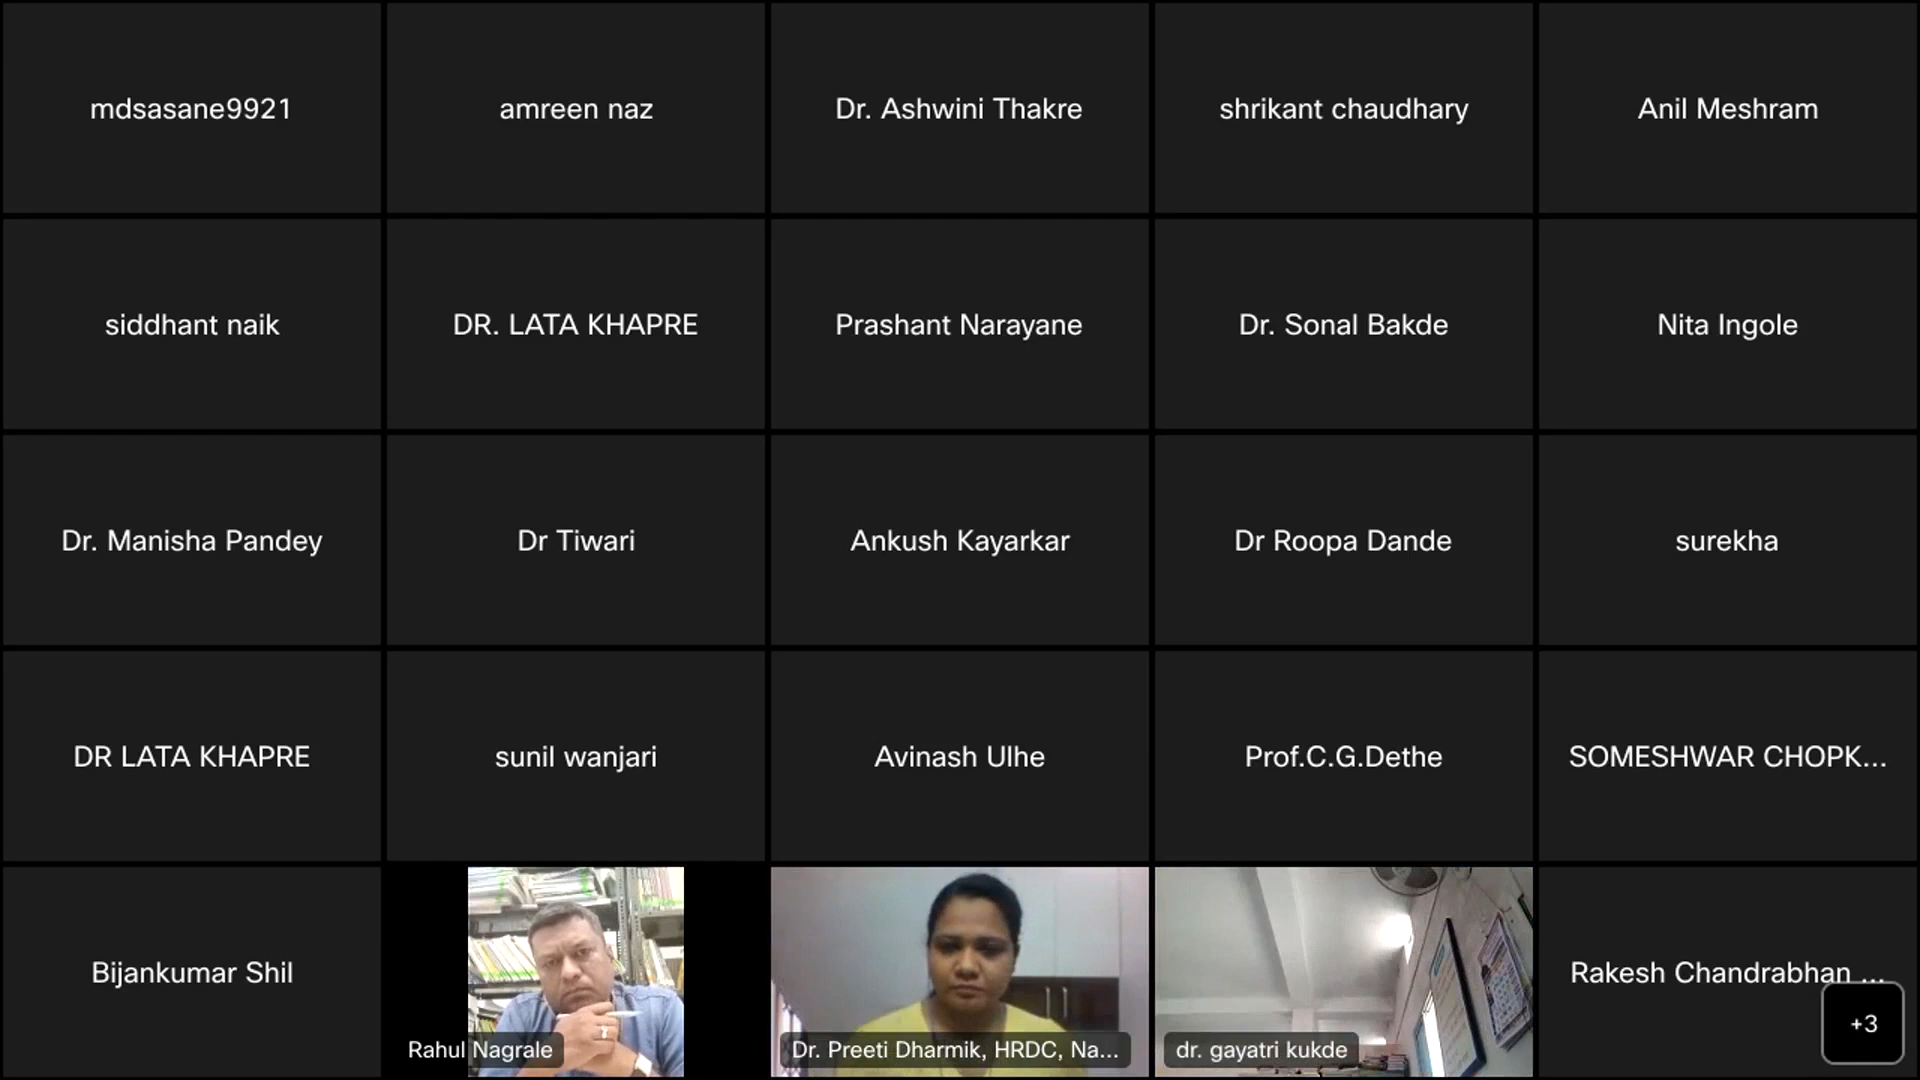 mdsasane9921
amreen naz
Dr. Ashwini Thakre
shrikant chaudhary
Anil Meshram
siddhant naik
DR. LATA KHAPRE
Prashant Narayane
Dr. Sonal Bakde
Nita Ingole
Dr. Manisha Pandey
Dr Tiwari
Ankush Kayarkar
Dr Roopa Dande
surekha
DR LATA KHAPRE
sunil wanjari
Avinash Ulhe
Prof.C.G.Dethe
SOMESHWAR CHOPK...
Bijankumar Shil
Rahul Nagrale
Dr. Preeti Dharmik, HRDC, Na...
dr. gayatri kukde
Rakesh Chandrabhan ...
+3